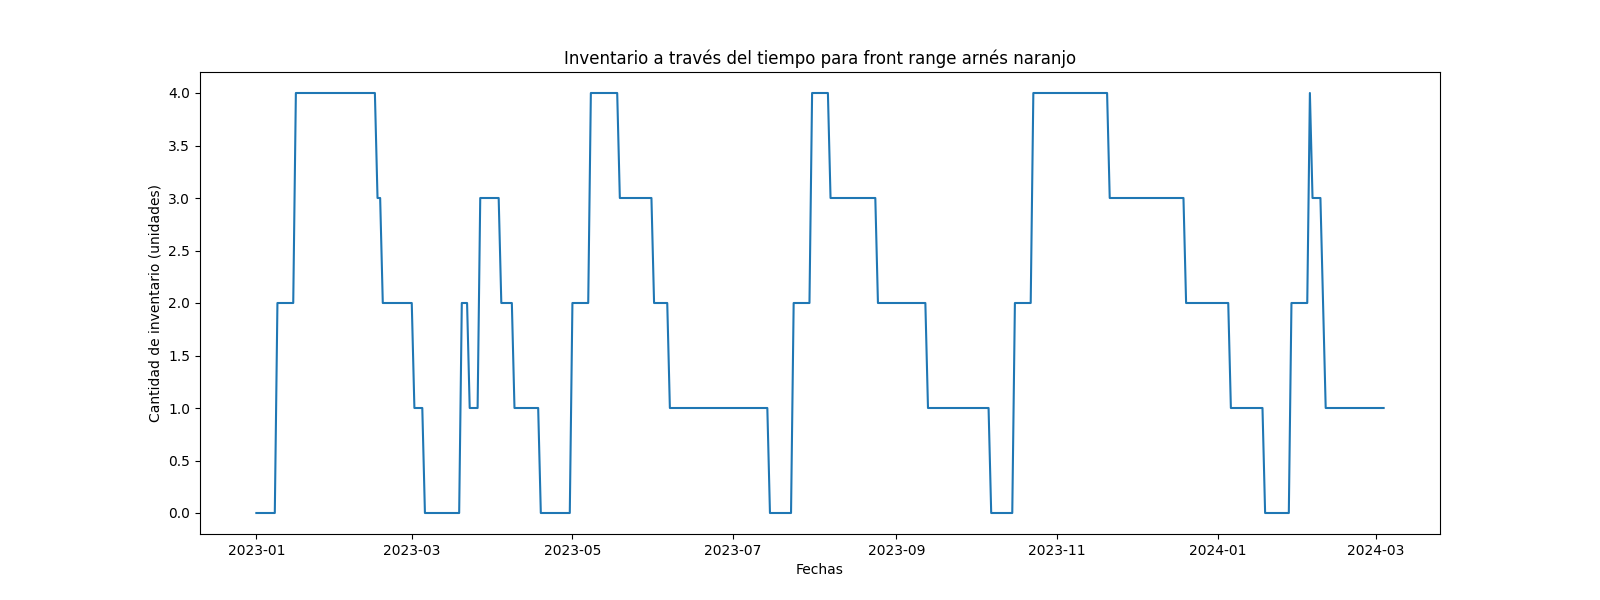 Inventario a través del tiempo para front range arnés naranjo
Cantidad de inventario (unidades)
4.0
3.5
3.0
2.5
2.0
1.5
1.0
0.5
0.0
2023-01 2023-03 2023-05 2023-07 2023-09 2023-11 2024-01 2024-03
Fechas